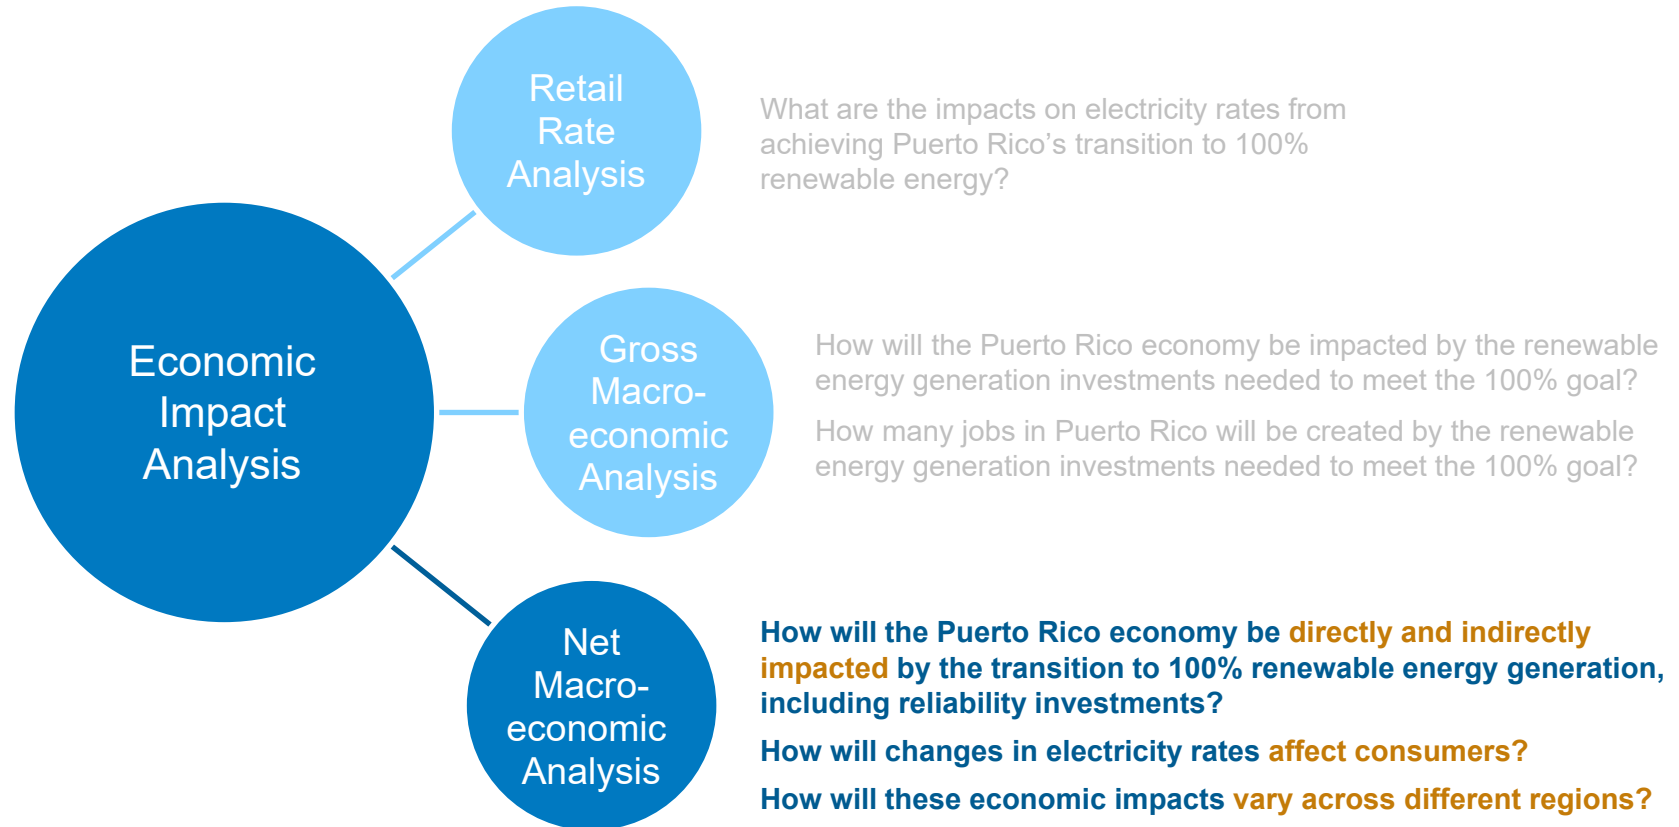 Economic
Impact
Analysis
Retail
Rate
Analysis
What are the impacts on electricity rates from
achieving Puerto Rico’s transition to 100%
renewable energy?
Gross
Macro-
economic
Analysis
How will the Puerto Rico economy be impacted by the renewable
energy generation investments needed to meet the 100% goal?
How many jobs in Puerto Rico will be created by the renewable
energy generation investments needed to meet the 100% goal?
Net
Macro-
economic
Analysis
How will the Puerto Rico economy be directly and indirectly
impacted by the transition to 100% renewable energy generation,
including reliability investments?
How will changes in electricity rates affect consumers?
How will these economic impacts vary across different regions?